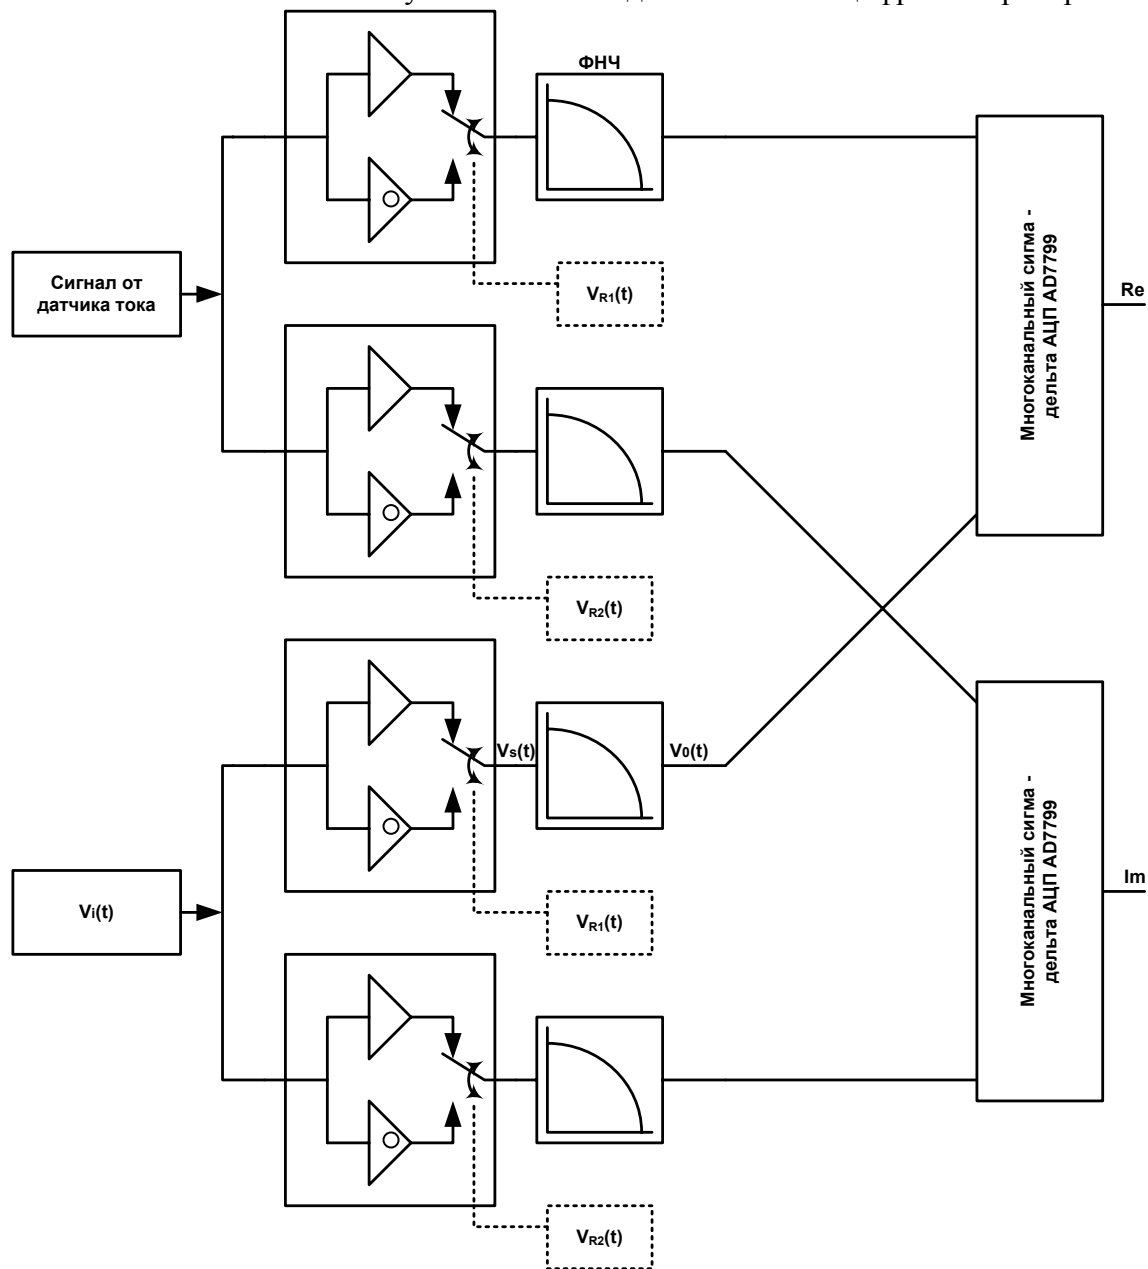 ФНЧ
Сигнал от
датчика тока
VR1(t)
Многоканальный сигма -
дельта АЦП AD7799
Re
VR2(t)
Vs(t)
V0(t)
Vi(t)
VR1(t)
Многоканальный сигма -
дельта АЦП AD7799
Im
VR2(t)